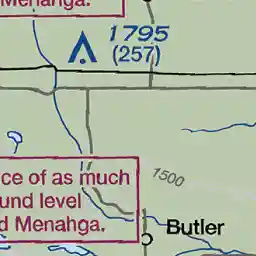 Menahga.
1795
(257)
ce of as much
und level
d Menahga.
1500
Butler